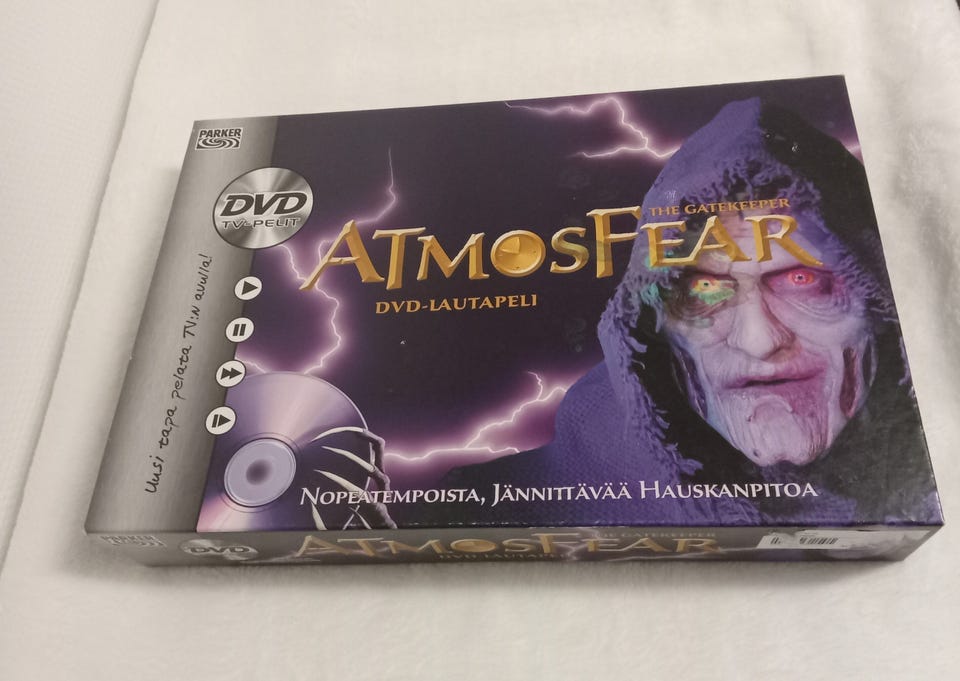 PARKER
DVD
TV-PELIT
Uusi tapa pelata TV:N avulla!
THE GATEKEEPER
ATMOSFEAR
DVD-LAUTAPELI
NOPEATEMPOISTA, JÄNNITTÄVÄÄ HAUSKANPITOA
PARKER
DVD
ATMOSFEAR
THE GATEKEEPER
DVD-LAUTAPELI